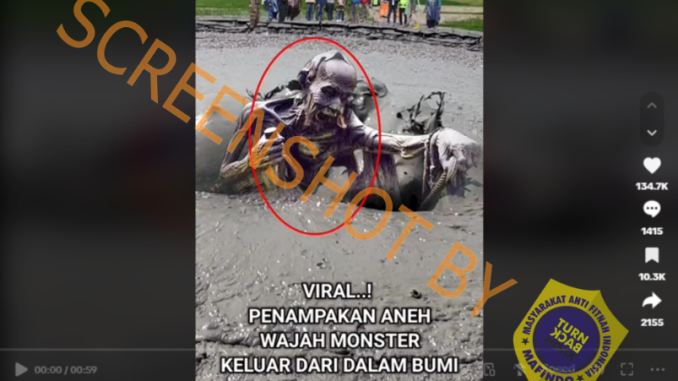 SCREENSHOT BY
VIRAL..!
PENAMPAKAN ANEH
WAJAH MONSTER
KELUAR DARI DALAM BUMI
134.7K
1415
10.3K
2155
00:00 / 00:59
MASYARAKAT ANTI FITNAH INDONESIA
TURN
BACK
MAFINDO